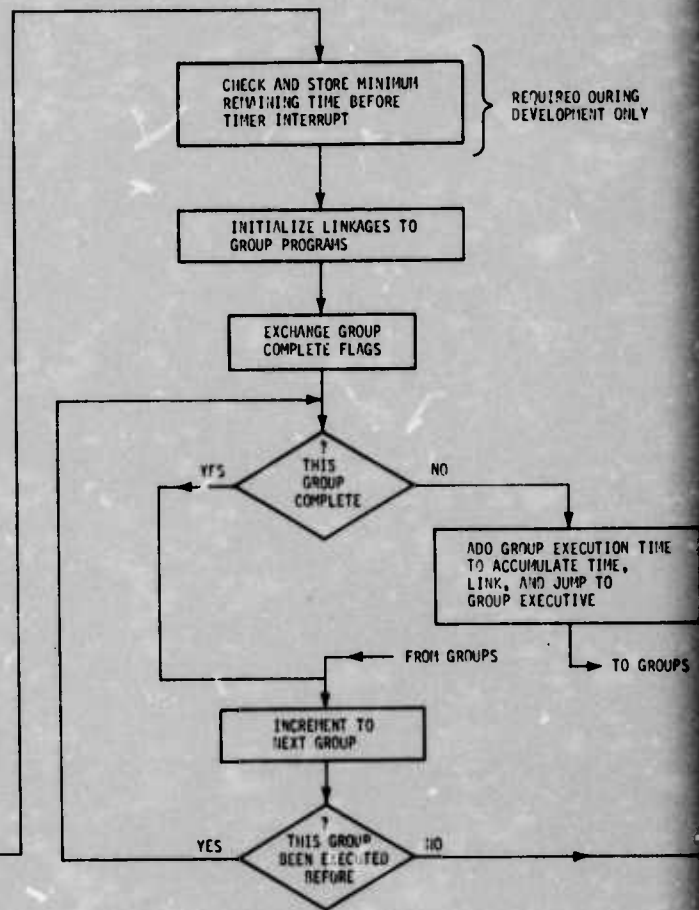 CHECK AND STORE MINIMUM
REMAINING TIME BEFORE
TIMER INTERRUPT
REQUIRED DURING
DEVELOPMENT ONLY
INITIALIZE LINKAGES TO
GROUP PROGRAMS
EXCHANGE GROUP
COMPLETE FLAGS
?
THIS
GROUP
COMPLETE
YES
NO
ADD GROUP EXECUTION TIME
TO ACCUMULATE TIME,
LINK, AND JUMP TO
GROUP EXECUTIVE
FROM GROUPS
TO GROUPS
INCREMENT TO
NEXT GROUP
?
THIS GROUP
BEEN EXECUTED
BEFORE
YES
NO